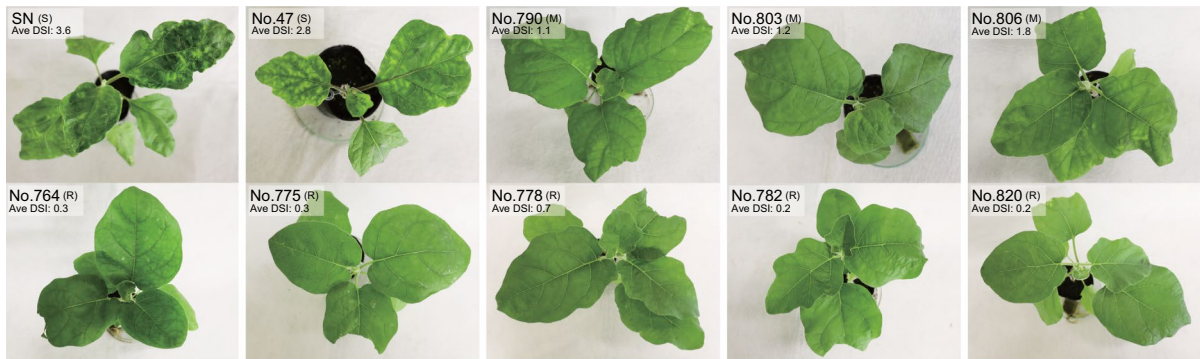 SN (S)
Ave DSI: 3.6
No.47 (S)
Ave DSI: 2.8
No.790 (M)
Ave DSI: 1.1
No.803 (M)
Ave DSI: 1.2
No.806 (M)
Ave DSI: 1.8
No.764 (R)
Ave DSI: 0.3
No.775 (R)
Ave DSI: 0.3
No.778 (R)
Ave DSI: 0.7
No.782 (R)
Ave DSI: 0.2
No.820 (R)
Ave DSI: 0.2